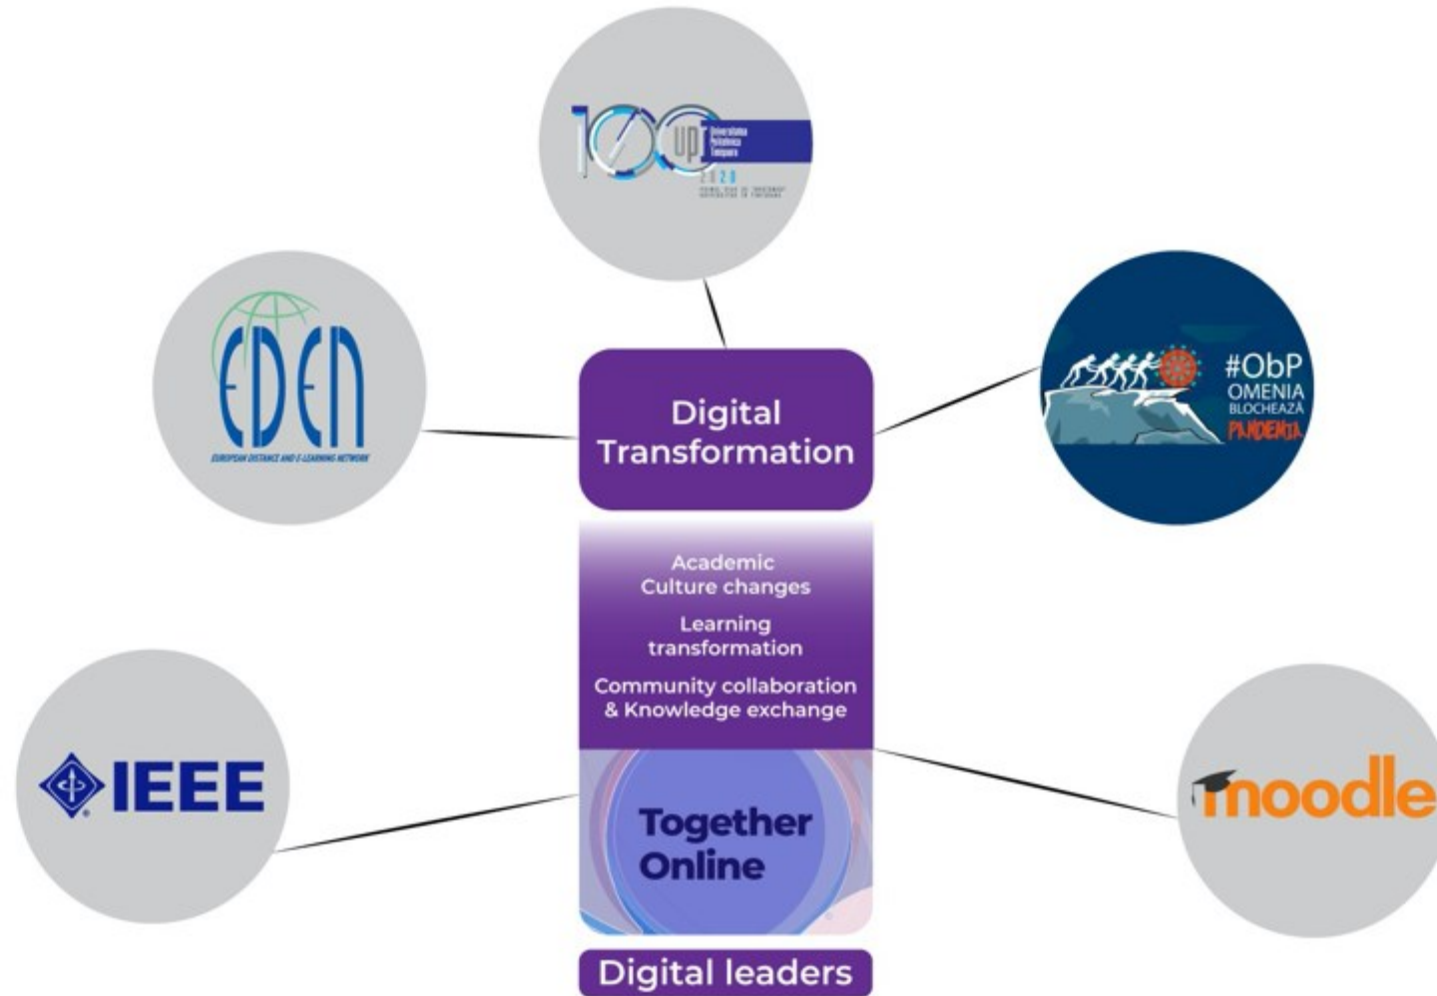 100
upt
Universitatea
Politehnica
Timișoara
2020
EDEN
EUROPEAN DISTANCE AND E-LEARNING NETWORK
#ObP
OMENIA
BLOCHEAZĂ
PANDEMIA
Digital
Transformation
Academic
Culture changes
Learning
transformation
Community collaboration
& Knowledge exchange
IEEE
moodle
Together
Online
Digital leaders